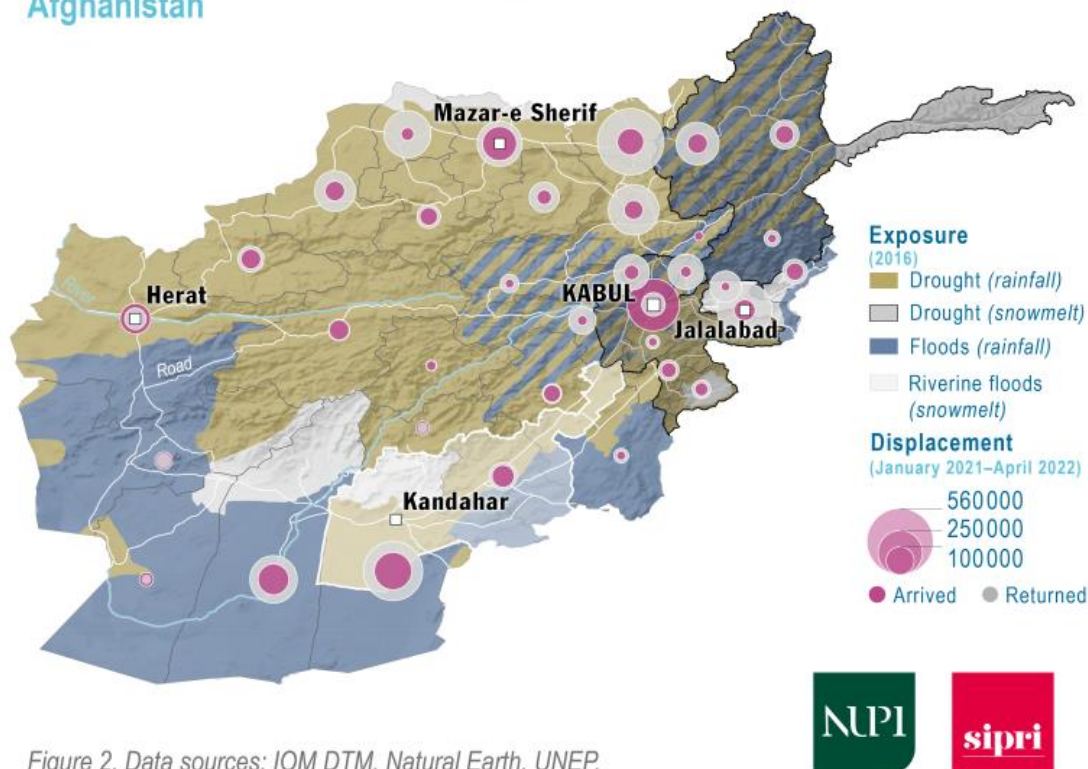 Afghanistan
Mazar-e Sherif
River
Herat
KABUL
Jalalabad
Road
Kandahar
Exposure
(2016)
Drought (rainfall)
Drought (snowmelt)
Floods (rainfall)
Riverine floods
(snowmelt)
Displacement
(January 2021–April 2022)
560000
250000
100000
Arrived
Returned
NUPI
sipri
Figure 2. Data sources: IOM DTM, Natural Earth, UNEP.